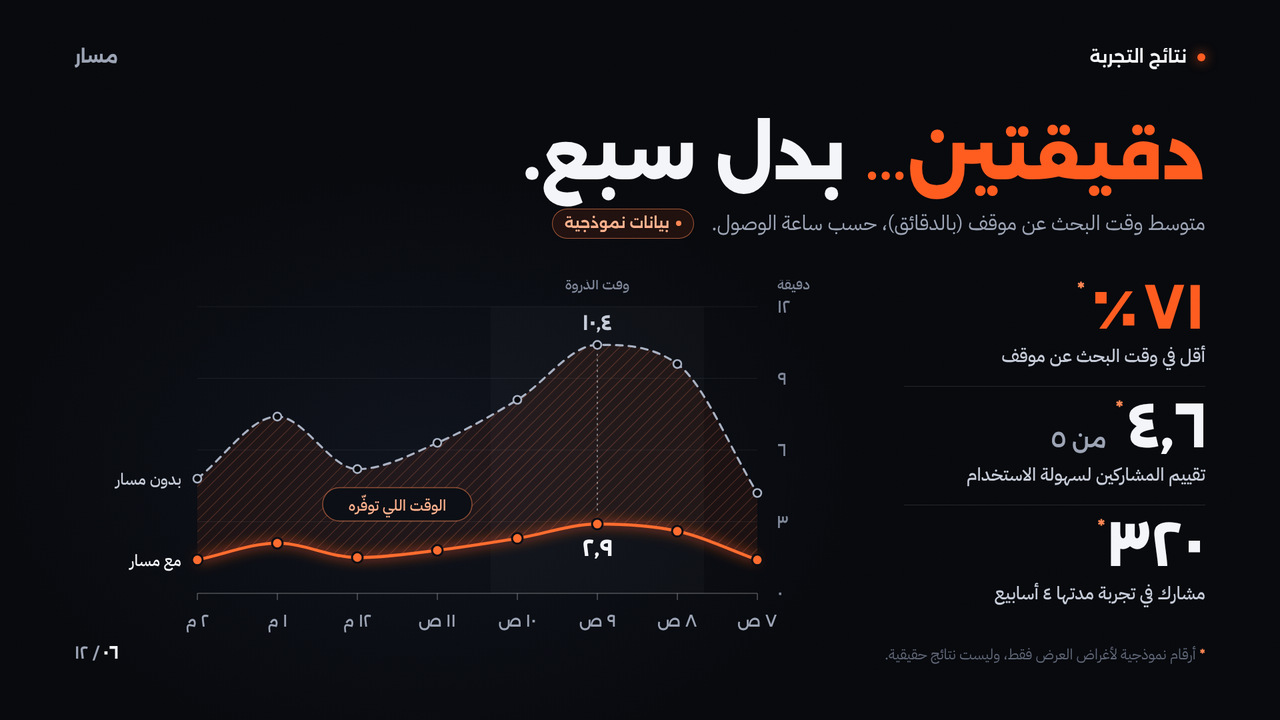 نتائج التجربة
مسار
دقيقتين... بدل سبع.
متوسط وقت البحث عن موقف (بالدقائق)، حسب ساعة الوصول.
بيانات نموذجية
٧١٪*
أقل في وقت البحث عن موقف
٤,٦* من ٥
تقييم المشاركين لسهولة الاستخدام
٣٢٠*
مشارك في تجربة مدتها ٤ أسابيع
دقيقة
١٢
٩
٦
٣
٠
وقت الذروة
١٠,٤
٢,٩
الوقت اللي توفّره
بدون مسار
مع مسار
٧ ص
٨ ص
٩ ص
١٠ ص
١١ ص
١٢ م
١ م
٢ م
* أرقام نموذجية لأغراض العرض فقط، وليست نتائج حقيقية.
٠٦ / ١٢